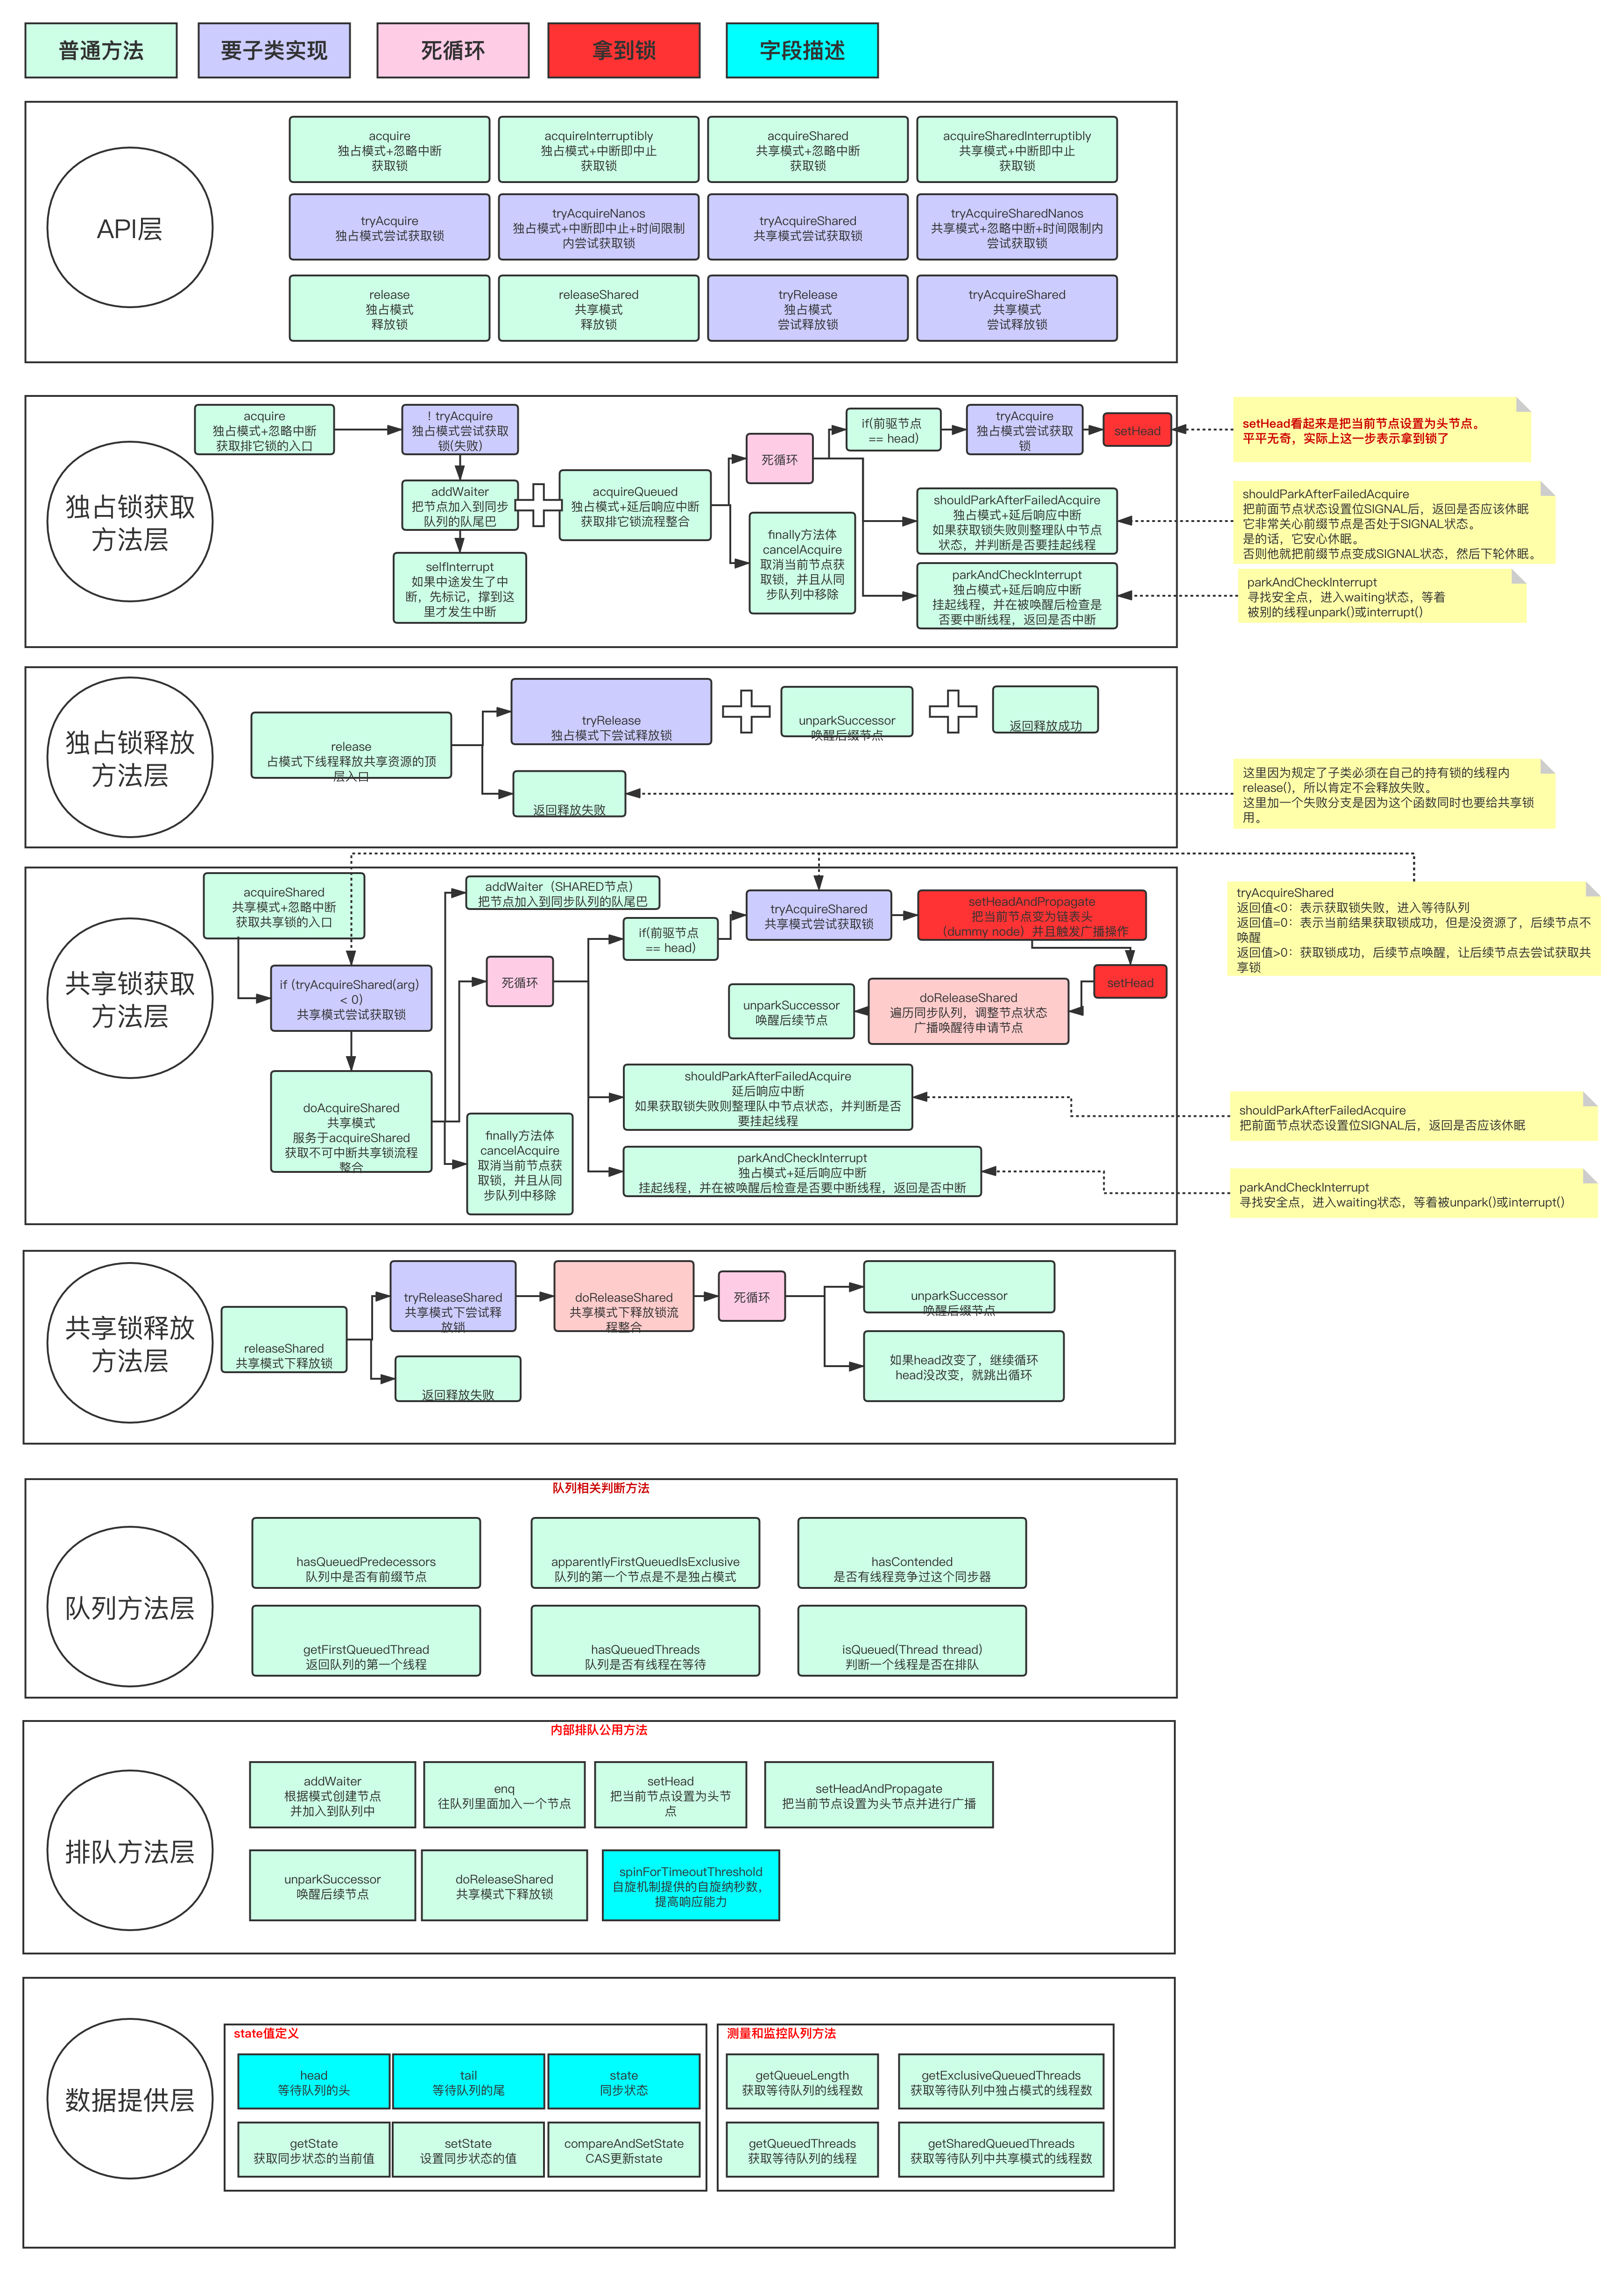 普通方法
要子类实现
死循环
拿到锁
字段描述
API层
acquire
独占模式+忽略中断
获取锁
acquireInterruptibly
独占模式+中断即中止
获取锁
acquireShared
共享模式+忽略中断
获取锁
acquireSharedInterruptibly
共享模式+中断即中止
获取锁
tryAcquire
独占模式尝试获取锁
tryAcquireNanos
独占模式+中断即中止+时间限制
内尝试获取锁
tryAcquireShared
共享模式尝试获取锁
tryAcquireSharedNanos
共享模式+忽略中断+时间限制内
尝试获取锁
release
独占模式
释放锁
releaseShared
共享模式
释放锁
tryRelease
独占模式
尝试释放锁
tryAcquireShared
共享模式
尝试释放锁
独占锁获取
方法层
acquire
独占模式+忽略中断
获取排它锁的入口
! tryAcquire
独占模式尝试获取
锁(失败)
addWaiter
把节点加入到同步
队列的队尾巴
selfInterrupt
如果中途发生了中
断，先标记，撑到这
里才发生中断
acquireQueued
独占模式+延后响应中断
获取排它锁流程整合
死循环
finally方法体
cancelAcquire
取消当前节点获
取锁，并且从同
步队列中移除
if(前驱节点
== head)
tryAcquire
独占模式尝试获取
锁
setHead
shouldParkAfterFailedAcquire
独占模式+延后响应中断
如果获取锁失败则整理队中节点
状态，并判断是否要挂起线程
parkAndCheckInterrupt
独占模式+延后响应中断
挂起线程，并在被唤醒后检查是
否要中断线程，返回是否中断
setHead看起来是把当前节点设置为头节点。
平平无奇，实际上这一步表示拿到锁了
shouldParkAfterFailedAcquire
把前面节点状态设置位SIGNAL后，返回是否应该休眠
它非常关心前缀节点是否处于SIGNAL状态。
是的话，它安心休眠。
否则他就把前缀节点变成SIGNAL状态，然后下轮休眠。
parkAndCheckInterrupt
寻找安全点，进入waiting状态，等着
被别的线程unpark()或interrupt()
独占锁释放
方法层
release
占模式下线程释放共享资源的顶
层入口
tryRelease
独占模式下尝试释放锁
unparkSuccessor
唤醒后缀节点
返回释放成功
返回释放失败
这里因为规定了子类必须在自己的持有锁的线程内
release()，所以肯定不会释放失败。
这里加一个失败分支是因为这个函数同时也要给共享锁
用。
共享锁获取
方法层
acquireShared
共享模式+忽略中断
获取共享锁的入口
if (tryAcquireShared(arg)
< 0)
共享模式尝试获取锁
doAcquireShared
共享模式
服务于acquireShared
获取不可中断共享锁流程
整合
addWaiter（SHARED节点）
把节点加入到同步队列的队尾巴
死循环
finally方法体
cancelAcquire
取消当前节点获
取锁，并且从同
步队列中移除
if(前驱节点
== head)
tryAcquireShared
共享模式尝试获取锁
setHeadAndPropagate
把当前节点变为链表头
（dummy node）并且触发广播操作
setHead
doReleaseShared
遍历同步队列，调整节点状态
广播唤醒待申请节点
unparkSuccessor
唤醒后续节点
shouldParkAfterFailedAcquire
延后响应中断
如果获取锁失败则整理队中节点状态，并判断是否
要挂起线程
parkAndCheckInterrupt
独占模式+延后响应中断
挂起线程，并在被唤醒后检查是否要中断线程，返回是否中断
tryAcquireShared
返回值<0：表示获取锁失败，进入等待队列
返回值=0：表示当前结果获取锁成功，但是没资源了，后续节点不
唤醒
返回值>0：获取锁成功，后续节点唤醒，让后续节点去尝试获取共
享锁
shouldParkAfterFailedAcquire
把前面节点状态设置位SIGNAL后，返回是否应该休眠
parkAndCheckInterrupt
寻找安全点，进入waiting状态，等着被unpark()或interrupt()
共享锁释放
方法层
releaseShared
共享模式下释放锁
tryReleaseShared
共享模式下尝试释
放锁
返回释放失败
doReleaseShared
共享模式下释放锁流
程整合
死循环
unparkSuccessor
唤醒后缀节点
如果head改变了，继续循环
head没改变，就跳出循环
队列相关判断方法
队列方法层
hasQueuedPredecessors
队列中是否有前缀节点
apparentlyFirstQueuedIsExclusive
队列的第一个节点是不是独占模式
hasContended
是否有线程竞争过这个同步器
getFirstQueuedThread
返回队列的第一个线程
hasQueuedThreads
队列是否有线程在等待
isQueued(Thread thread)
判断一个线程是否在排队
内部排队公用方法
排队方法层
addWaiter
根据模式创建节点
并加入到队列中
enq
往队列里面加入一个节点
setHead
把当前节点设置为头节
点
setHeadAndPropagate
把当前节点设置为头节点并进行广播
unparkSuccessor
唤醒后续节点
doReleaseShared
共享模式下释放锁
spinForTimeoutThreshold
自旋机制提供的自旋纳秒数，
提高响应能力
数据提供层
state值定义
head
等待队列的头
tail
等待队列的尾
state
同步状态
getState
获取同步状态的当前值
setState
设置同步状态的值
compareAndSetState
CAS更新state
测量和监控队列方法
getQueueLength
获取等待队列的线程数
getExclusiveQueuedThreads
获取等待队列中独占模式的线程数
getQueuedThreads
获取等待队列的线程
getSharedQueuedThreads
获取等待队列中共享模式的线程数